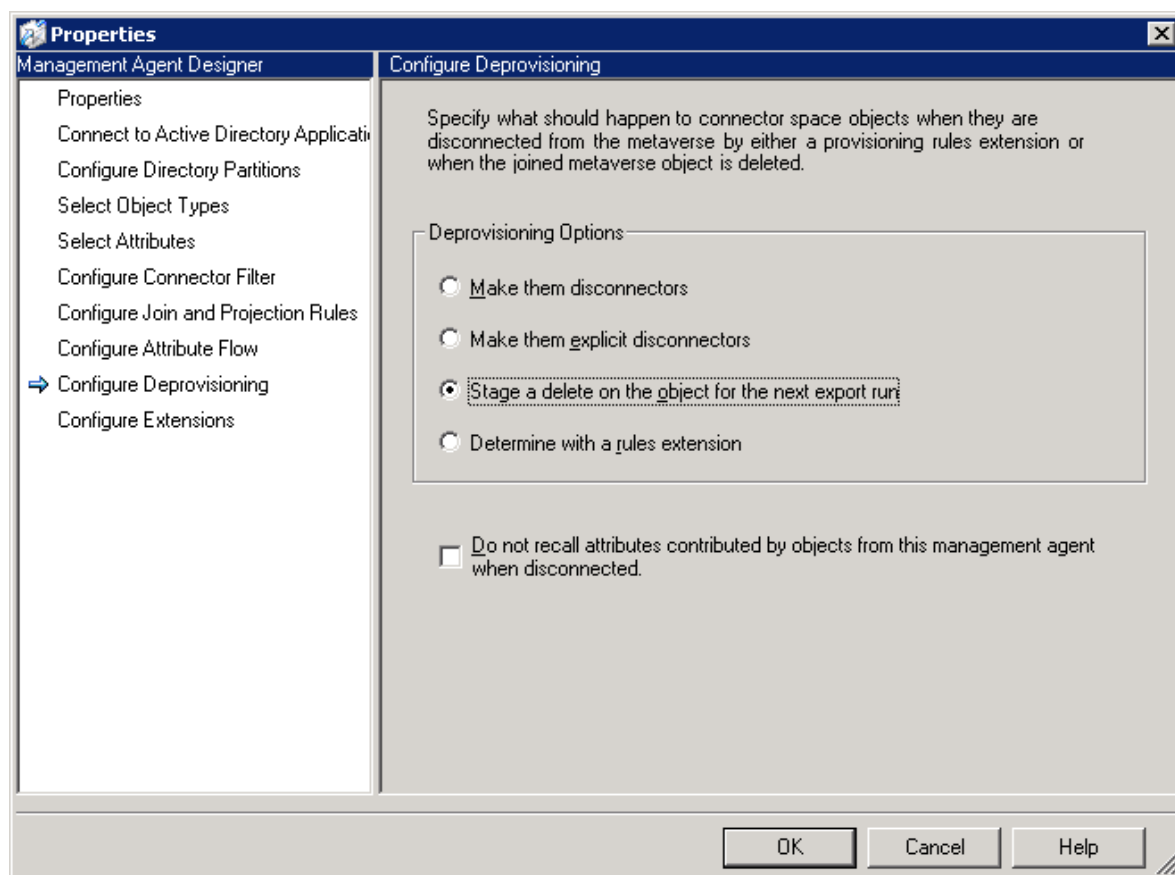 Properties
Management Agent Designer
Configure Deprovisioning
Properties
Connect to Active Directory Applicati
Configure Directory Partitions
Select Object Types
Select Attributes
Configure Connector Filter
Configure Join and Projection Rules
Configure Attribute Flow
Configure Deprovisioning
Configure Extensions
Specify what should happen to connector space objects when they are
disconnected from the metaverse by either a provisioning rules extension or
when the joined metaverse object is deleted.
Deprovisioning Options
Make them disconnectors
Make them explicit disconnectors
Stage a delete on the object for the next export run
Determine with a rules extension
Do not recall attributes contributed by objects from this management agent
when disconnected.
OK
Cancel
Help